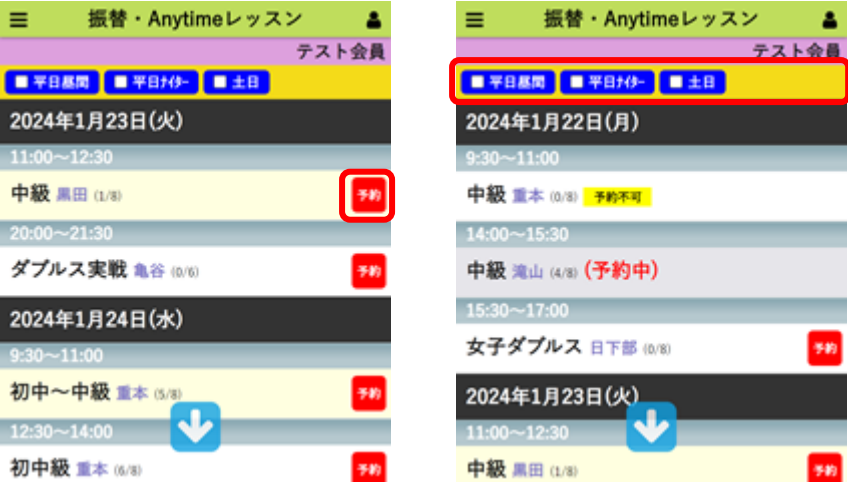 振替・Anytimeレッスン
テスト会員
平日昼間 平日ナイター 土日
2024年1月23日(火)
11:00～12:30
中級 黒田 (1/8) 予約
20:00～21:30
ダブルス実戦 亀谷 (0/6) 予約
2024年1月24日(水)
9:30～11:00
初中～中級 重本 (5/8) 予約
12:30～14:00
初中級 重本 (6/8) 予約
振替・Anytimeレッスン
テスト会員
平日昼間 平日ナイター 土日
2024年1月22日(月)
9:30～11:00
中級 重本 (0/8) 予約不可
14:00～15:30
中級 滝山 (4/8) (予約中)
15:30～17:00
女子ダブルス 日下部 (0/8) 予約
2024年1月23日(火)
11:00～12:30
中級 黒田 (1/8) 予約